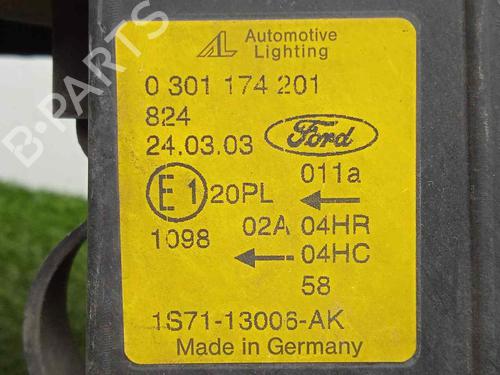 AL Automotive
Lighting
0 301 174 201
824
24.03.03
Ford
011a
E1 20PL
1098 02A 04HR
04HC
58
1S71-13006-AK
Made in Germany
B-PARTS